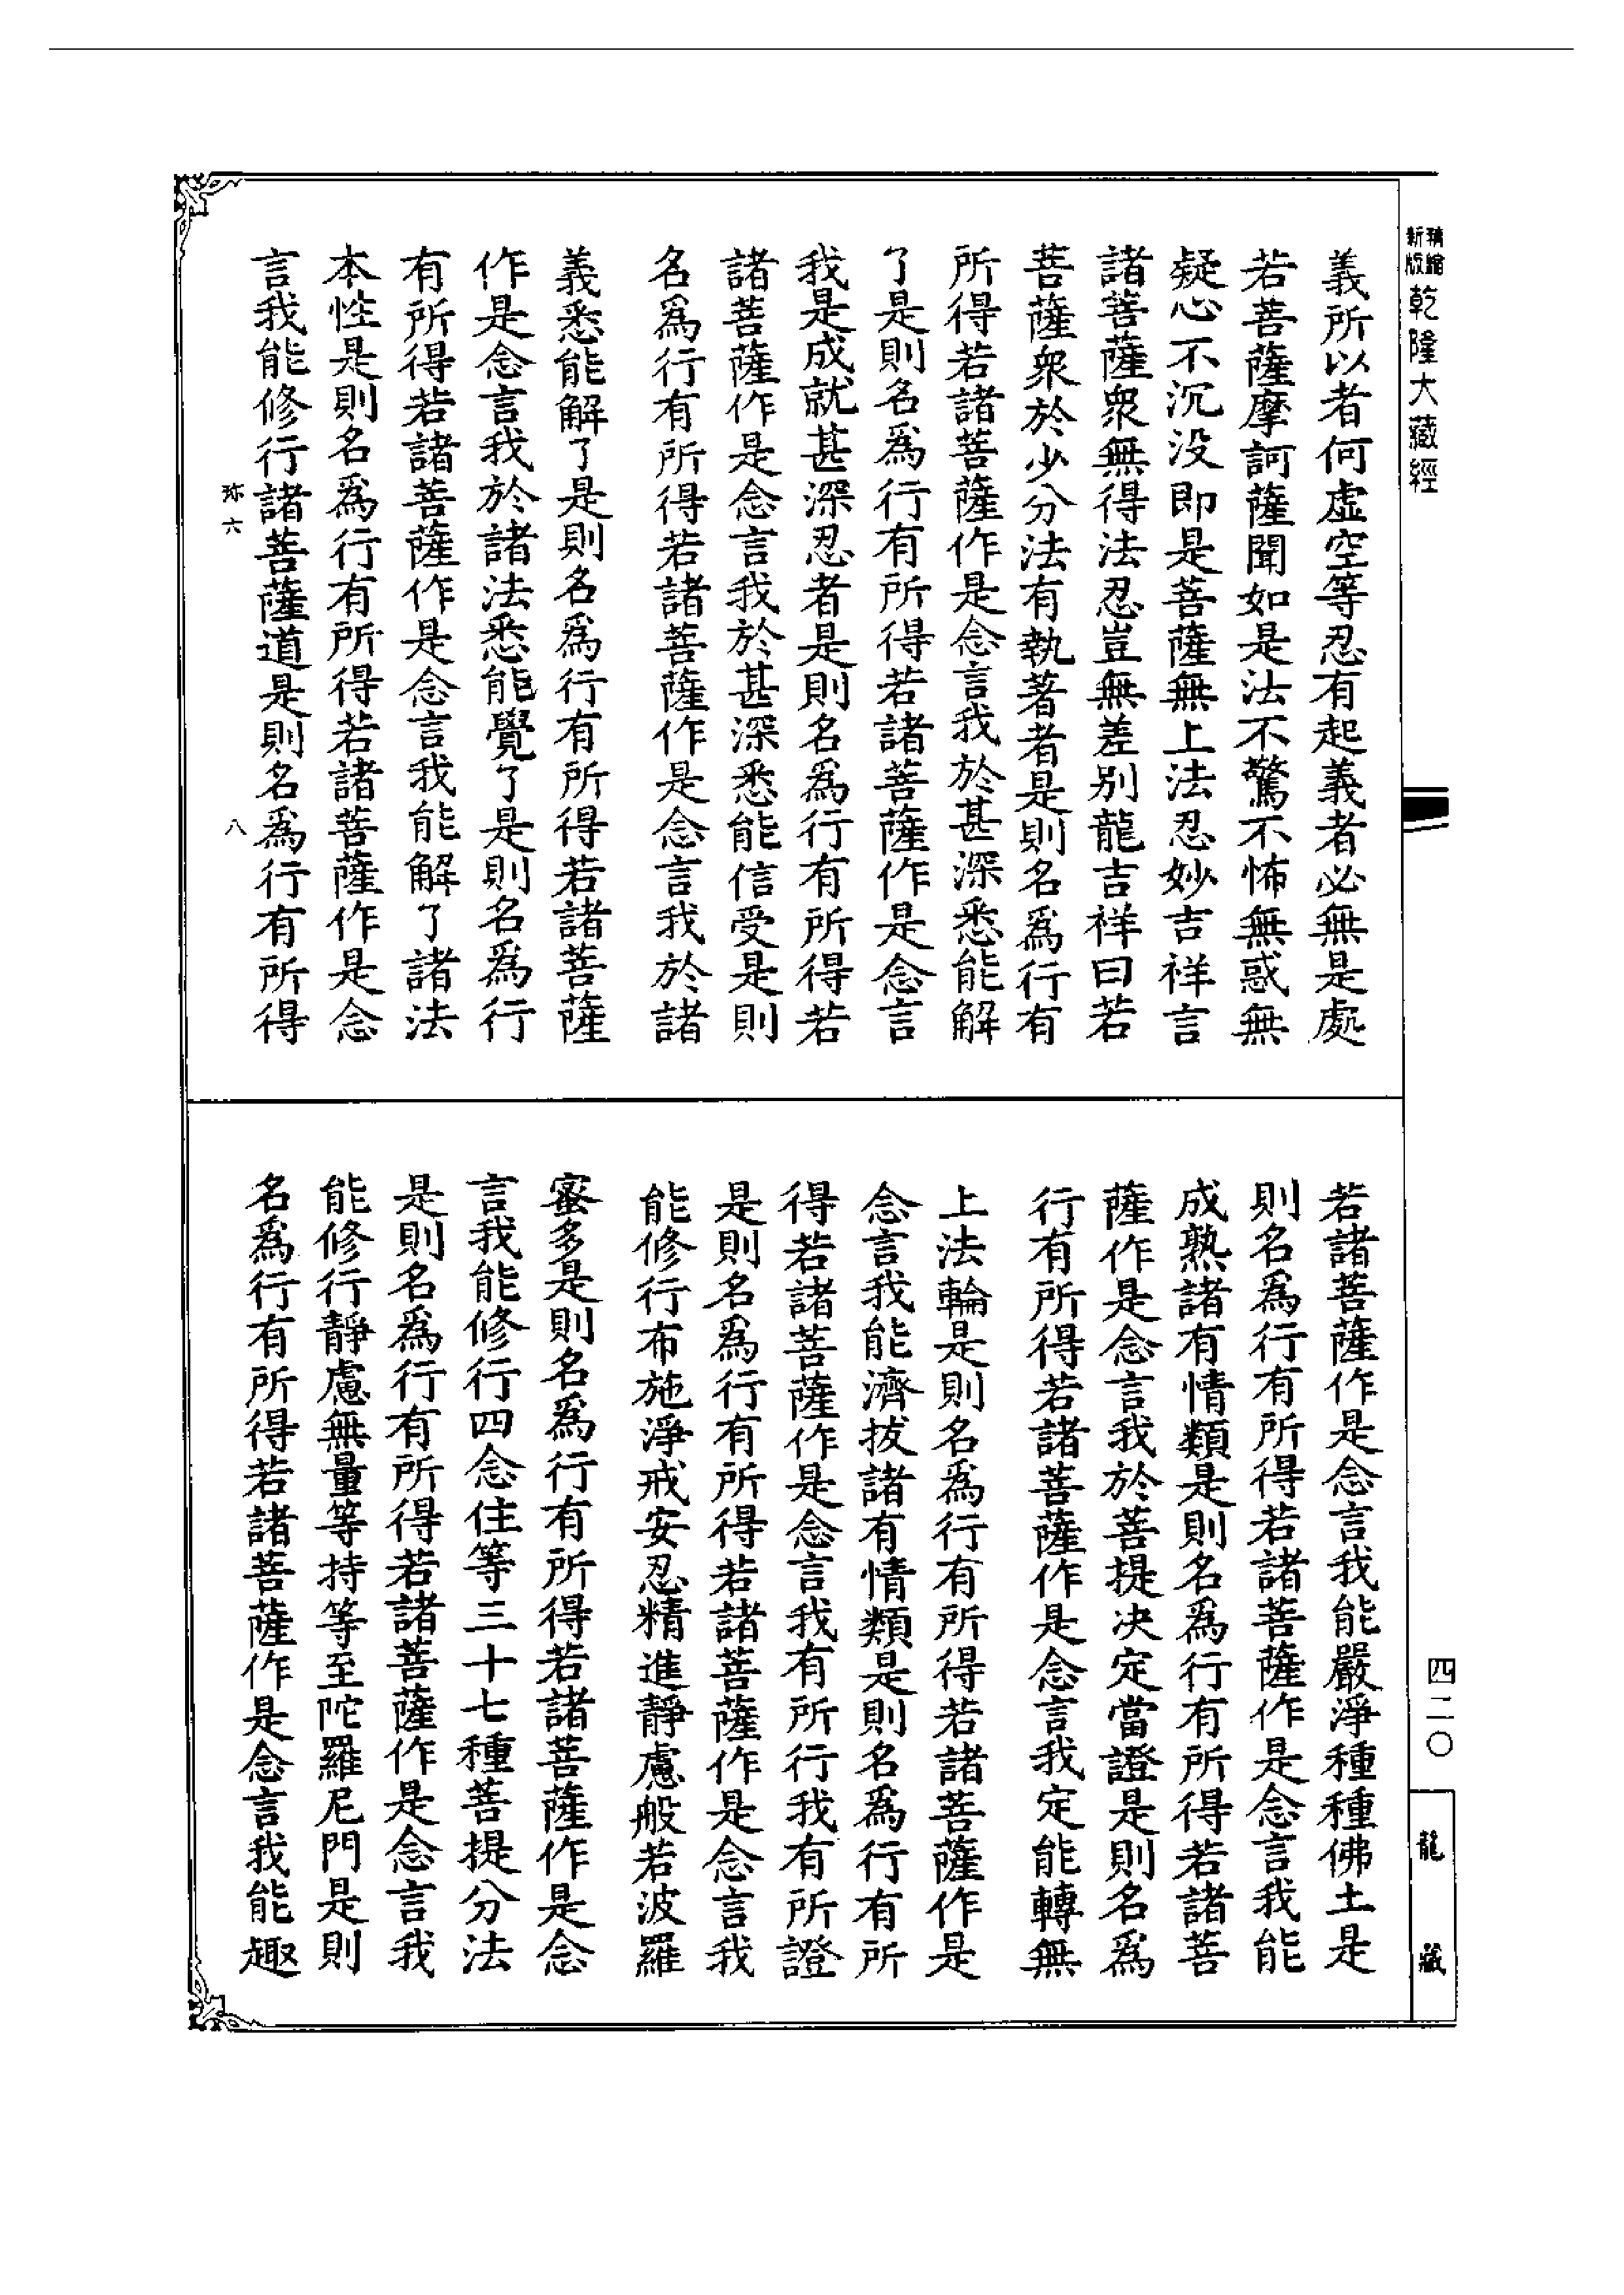 精縮新版乾隆大藏經
義所以者何虛空等忍有起義者必無是處
若菩薩摩訶薩聞如是法不驚不怖無惑無
疑心不沉没即是菩薩無上法忍妙吉祥言
諸菩薩衆無得法忍豈無差别龍吉祥曰若
菩薩衆於少分法有執著者是則名爲行有
所得若諸菩薩作是念言我於甚深悉能解
了是則名爲行有所得若諸菩薩作是念言
我是成就甚深忍者是則名爲行有所得若
諸菩薩作是念言我於甚深悉能信受是則
名爲行有所得若諸菩薩作是念言我於諸
義悉能解了是則名爲行有所得若諸菩薩
作是念言我於諸法悉能覺了是則名爲行
有所得若諸菩薩作是念言我能解了諸法
本性是則名爲行有所得若諸菩薩作是念
言我能修行諸菩薩道是則名爲行有所得
珎六
八
若諸菩薩作是念言我能嚴淨種種佛土是
則名爲行有所得若諸菩薩作是念言我能
成熟諸有情類是則名爲行有所得若諸菩
薩作是念言我於菩提决定當證是則名爲
行有所得若諸菩薩作是念言我定能轉無
上法輪是則名爲行有所得若諸菩薩作是
念言我能濟拔諸有情類是則名爲行有所
得若諸菩薩作是念言我有所行我有所證
是則名爲行有所得若諸菩薩作是念言我
能修行布施淨戒安忍精進靜慮般若波羅
蜜多是則名爲行有所得若諸菩薩作是念
言我能修行四念住等三十七種菩提分法
是則名爲行有所得若諸菩薩作是念言我
能修行靜慮無量等持等至陀羅尼門是則
名爲行有所得若諸菩薩作是念言我能趣
四二〇
龍藏